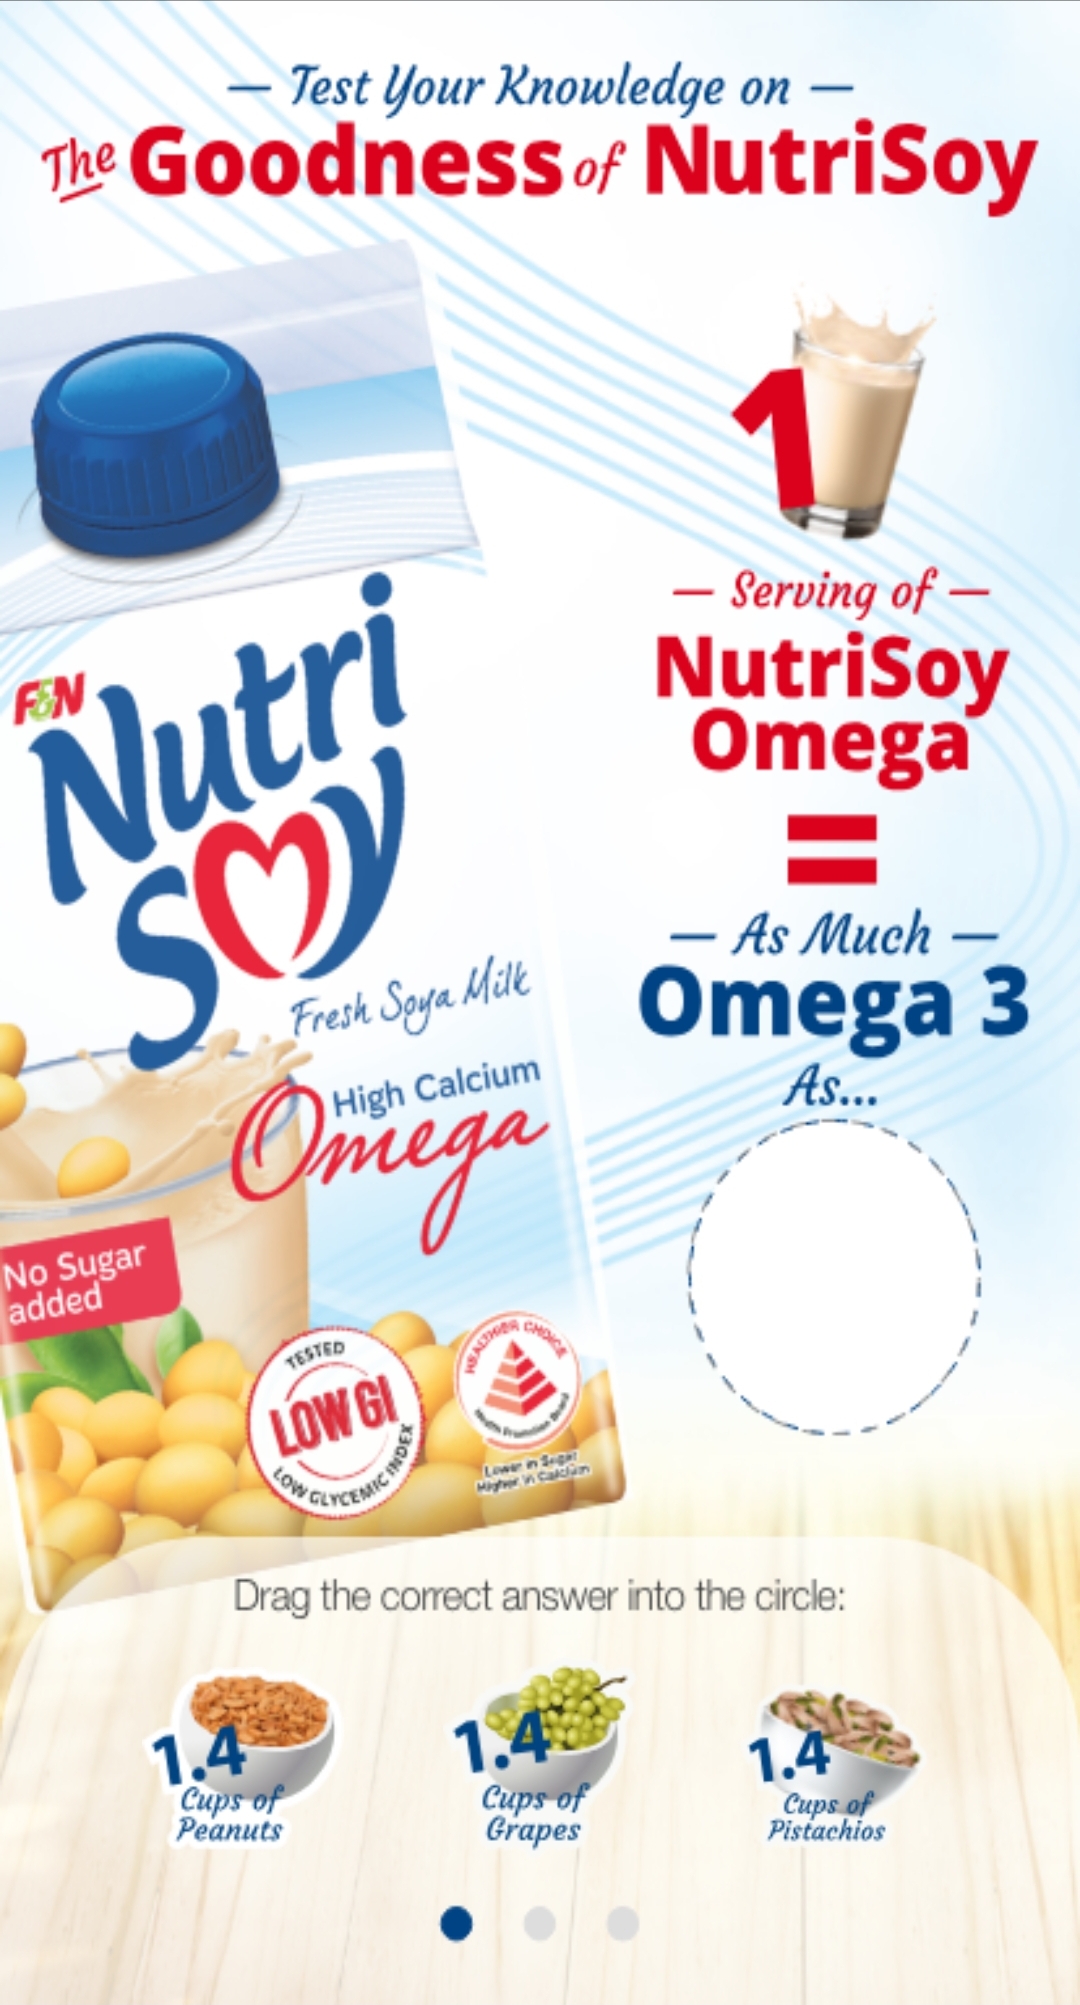 — Test Your Knowledge on —
The Goodness of NutriSoy
1
— Serving of —
NutriSoy
Omega
=
— As Much —
Omega 3
As...
F&N
Nutri
Soy
Fresh Soya Milk
High Calcium
Omega
No Sugar
added
TESTED
LOW GI
LOW GLYCEMIC INDEX
HEALTHIER CHOICE
Health Promotion Board
Lower in Sugar
Higher in Calcium
Drag the correct answer into the circle:
1.4
Cups of
Peanuts
1.4
Cups of
Grapes
1.4
Cups of
Pistachios